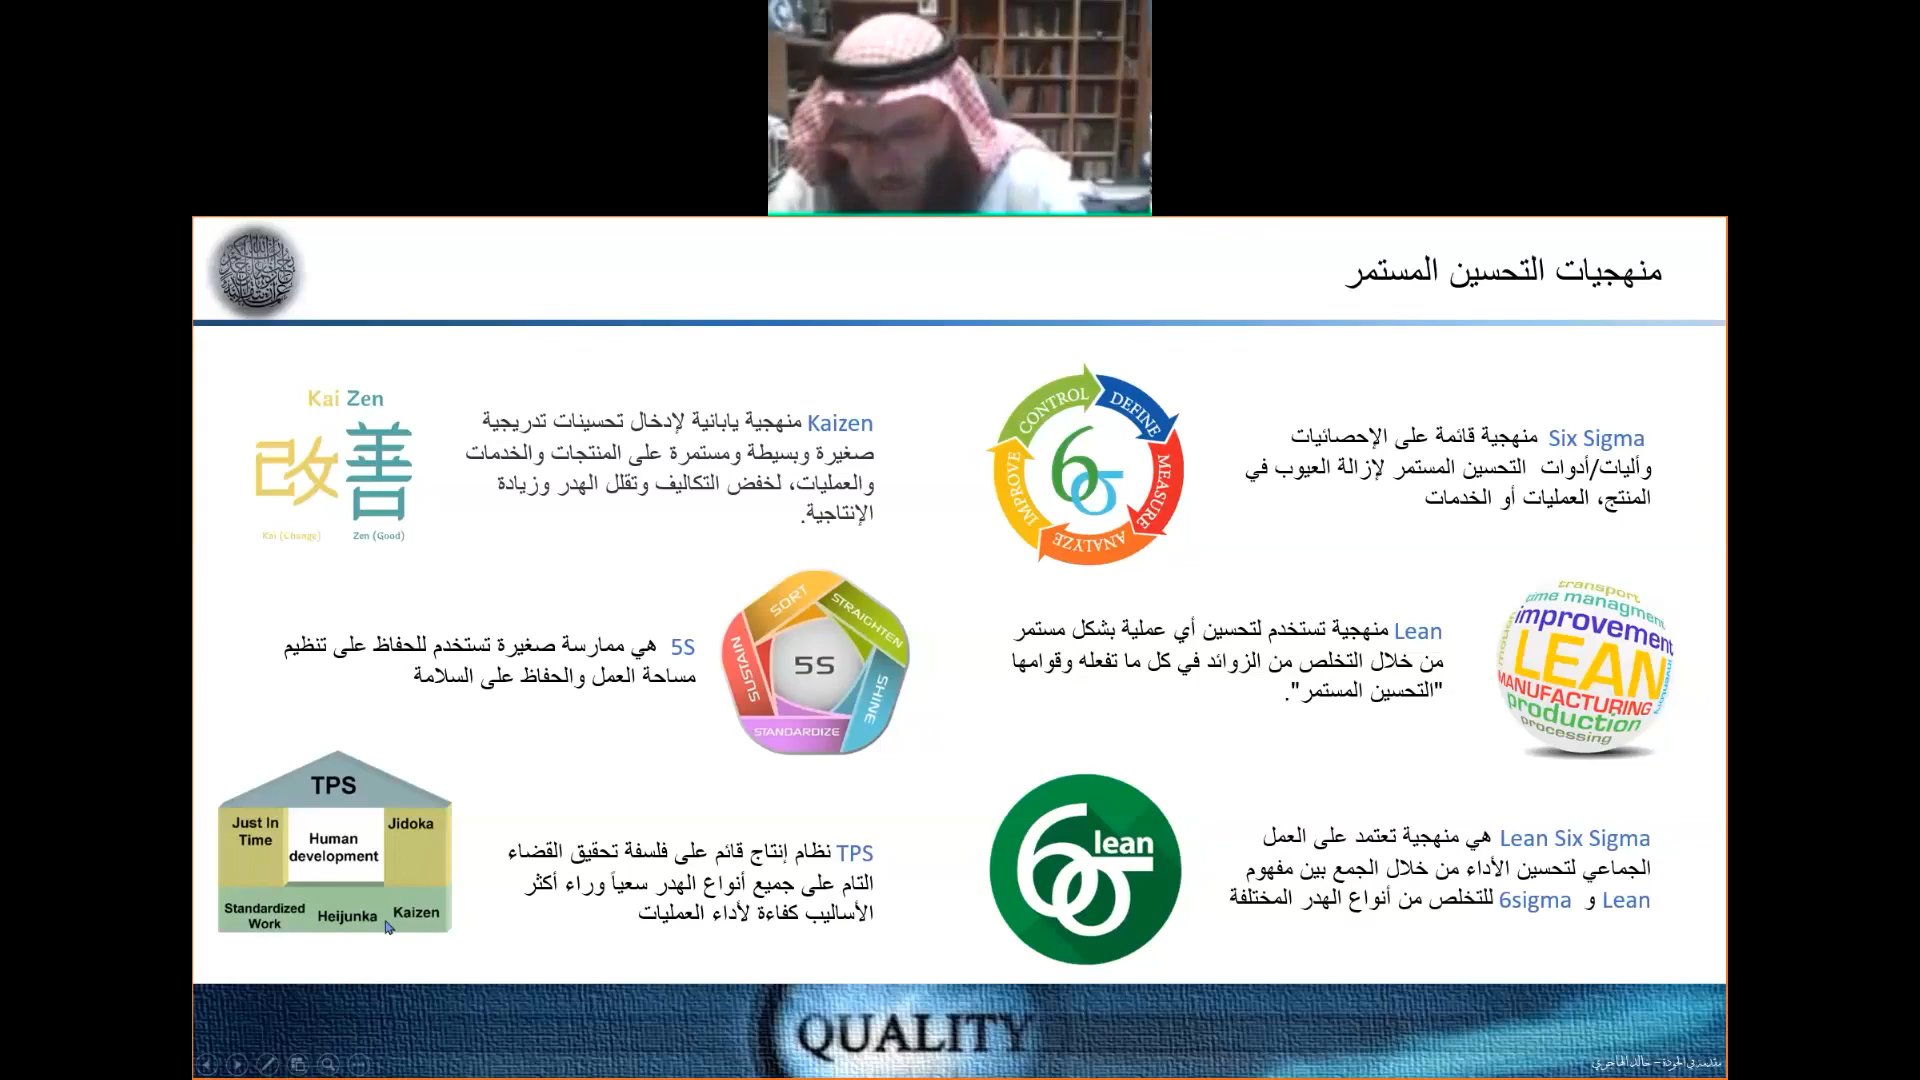 منهجيات التحسين المستمر
Six Sigma منهجية قائمة على الإحصائيات
وأليات/أدوات التحسين المستمر لإزالة العيوب في
المنتج، العمليات أو الخدمات
CONTROL
DEFINE
MEASURE
ANALYZE
IMPROVE
6σ
Kaizen منهجية يابانية لإدخال تحسينات تدريجية
صغيرة وبسيطة ومستمرة على المنتجات والخدمات
والعمليات، لخفض التكاليف وتقلل الهدر وزيادة
الإنتاجية.
Kai Zen
改善
Kai (Change)
Zen (Good)
transport
time managment
improvement
LEAN
MANUFACTURING
production
processing
Lean منهجية تستخدم لتحسين أي عملية بشكل مستمر
من خلال التخلص من الزوائد في كل ما تفعله وقوامها
"التحسين المستمر".
SORT
STRAIGHTEN
SHINE
STANDARDIZE
SUSTAIN
5S
5S هي ممارسة صغيرة تستخدم للحفاظ على تنظيم
مساحة العمل والحفاظ على السلامة
Lean Six Sigma هي منهجية تعتمد على العمل
الجماعي لتحسين الأداء من خلال الجمع بين مفهوم
Lean و 6sigma للتخلص من أنواع الهدر المختلفة
6σ lean
TPS نظام إنتاج قائم على فلسفة تحقيق القضاء
التام على جميع أنواع الهدر سعياً وراء أكثر
الأساليب كفاءة لأداء العمليات
TPS
Just In
Time
Human
development
Jidoka
Standardized
Work
Heijunka
Kaizen
QUALITY
مقدمة في الجودة – خالد الهاجري